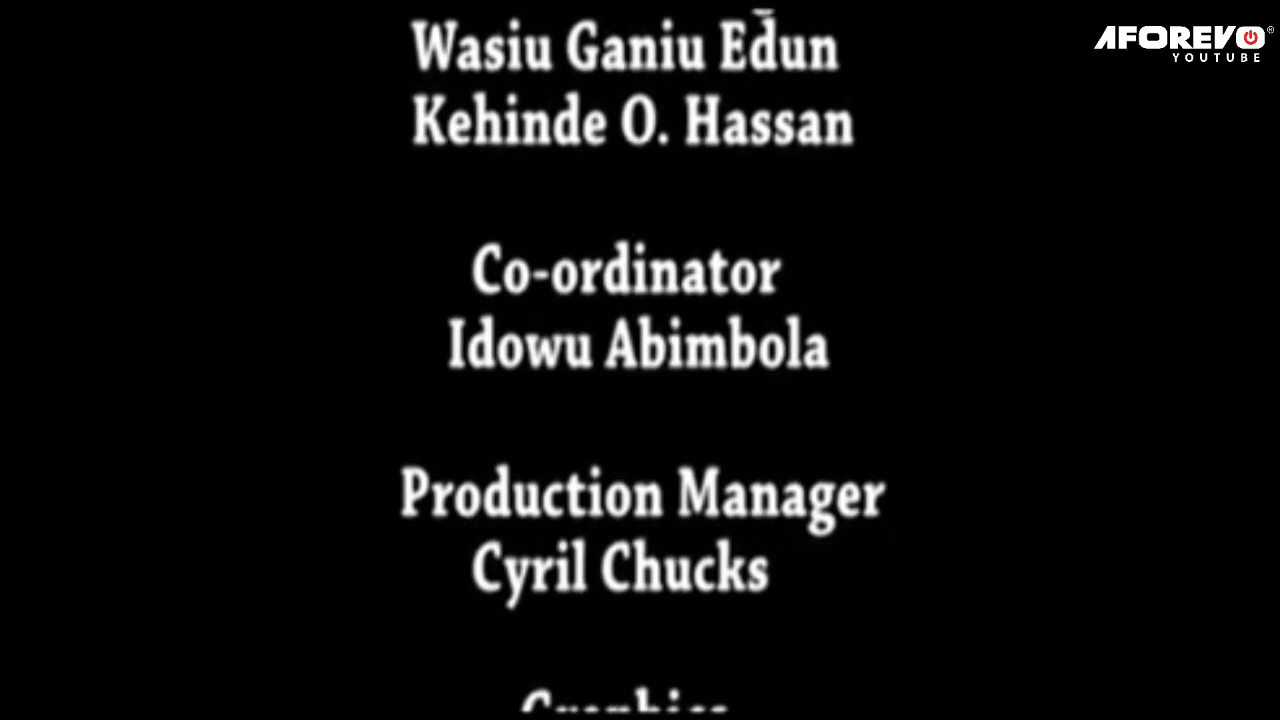 Wasiu Ganiu Edun
Kehinde O. Hassan
Co-ordinator
Idowu Abimbola
Production Manager
Cyril Chucks
AFOREVO®
YOUTUBE